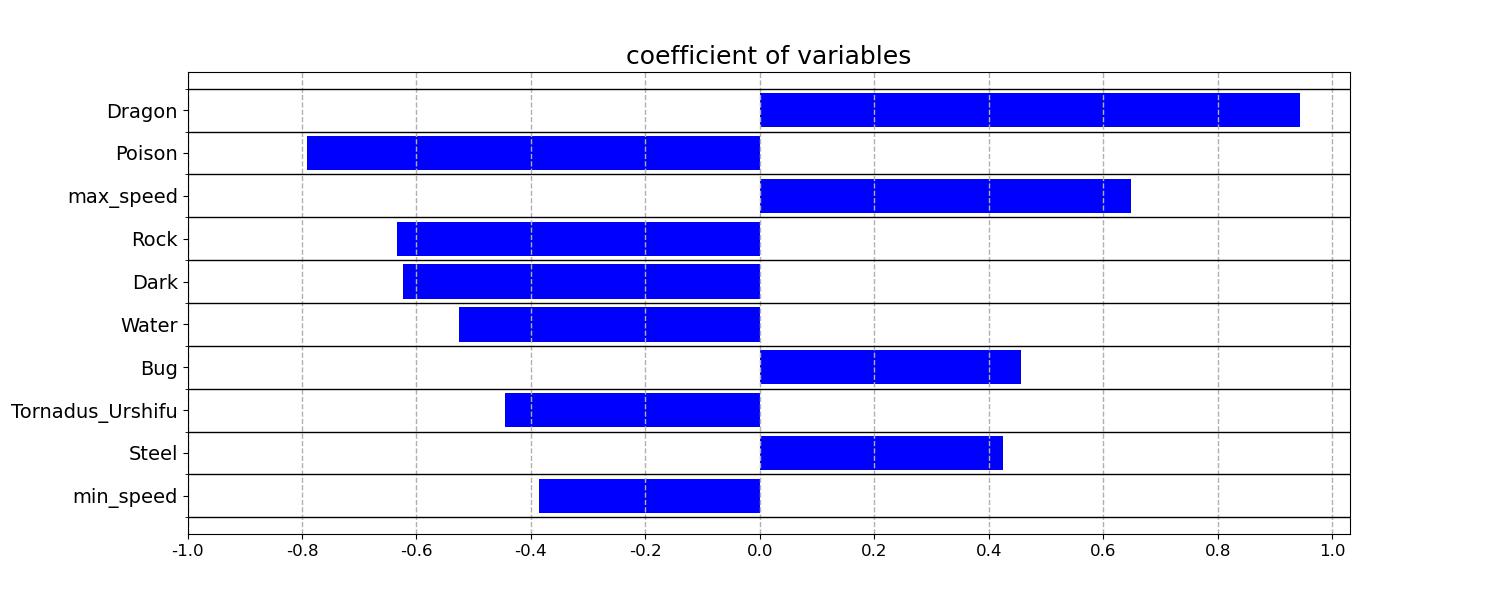 coefficient of variables
Dragon
Poison
max_speed
Rock
Dark
Water
Bug
Tornadus_Urshifu
Steel
min_speed
-1.0 -0.8 -0.6 -0.4 -0.2 0.0 0.2 0.4 0.6 0.8 1.0